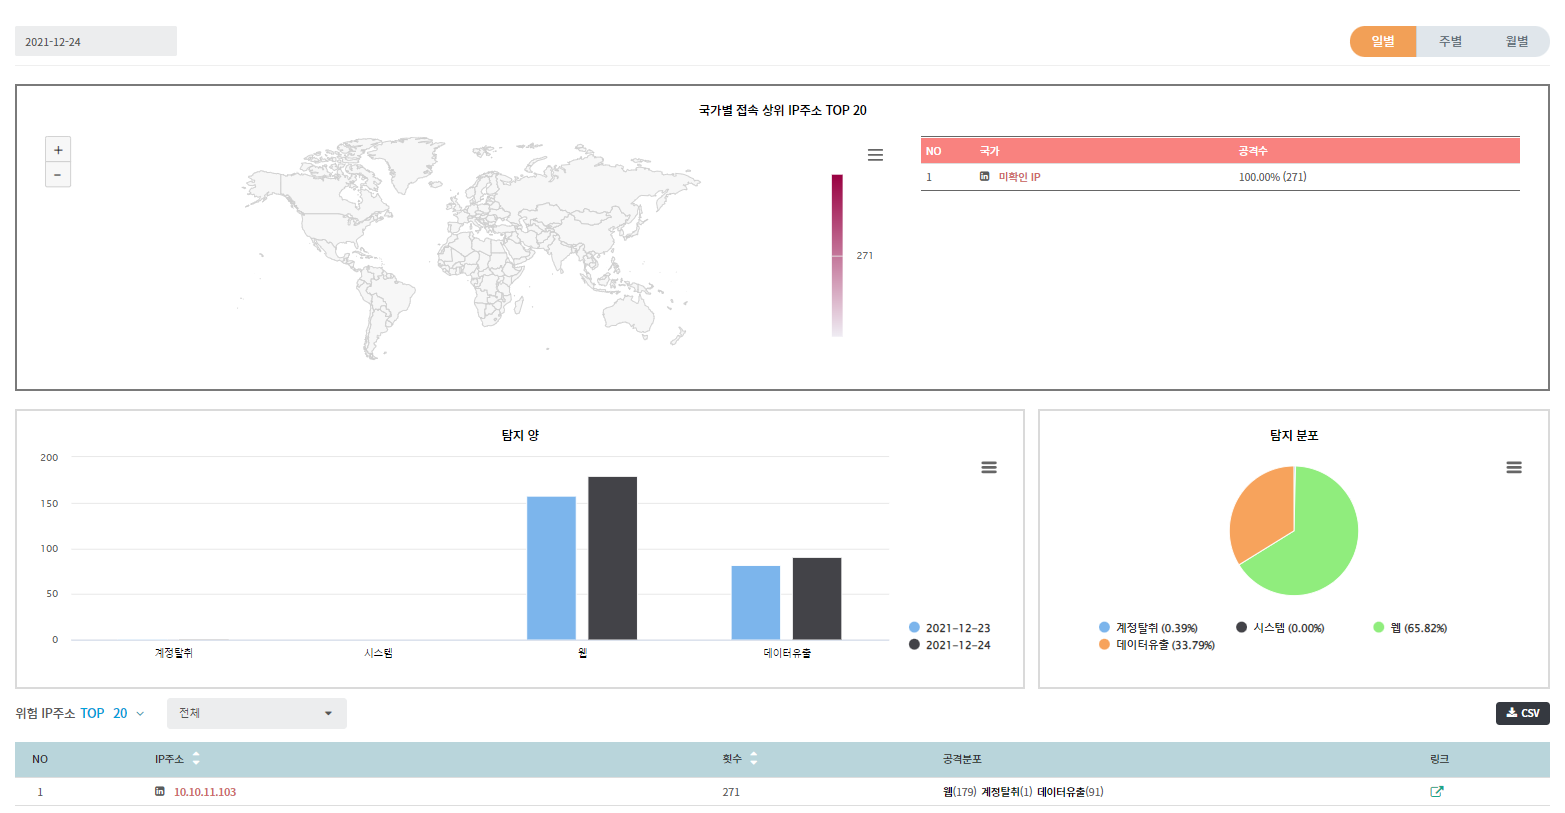 2021-12-24
일별 주별 월별
국가별 접속 상위 IP주소 TOP 20
+
−
271
NO 국가 공격수
1 미확인 IP 100.00% (271)
탐지 양
200
150
100
50
0
계정탈취 시스템 웹 데이터유출
2021-12-23
2021-12-24
탐지 분포
계정탈취 (0.39%) 시스템 (0.00%) 웹 (65.82%)
데이터유출 (33.79%)
위험 IP주소 TOP 20 전체
CSV
NO IP주소 횟수 공격분포 링크
1 10.10.11.103 271 웹(179) 계정탈취(1) 데이터유출(91)